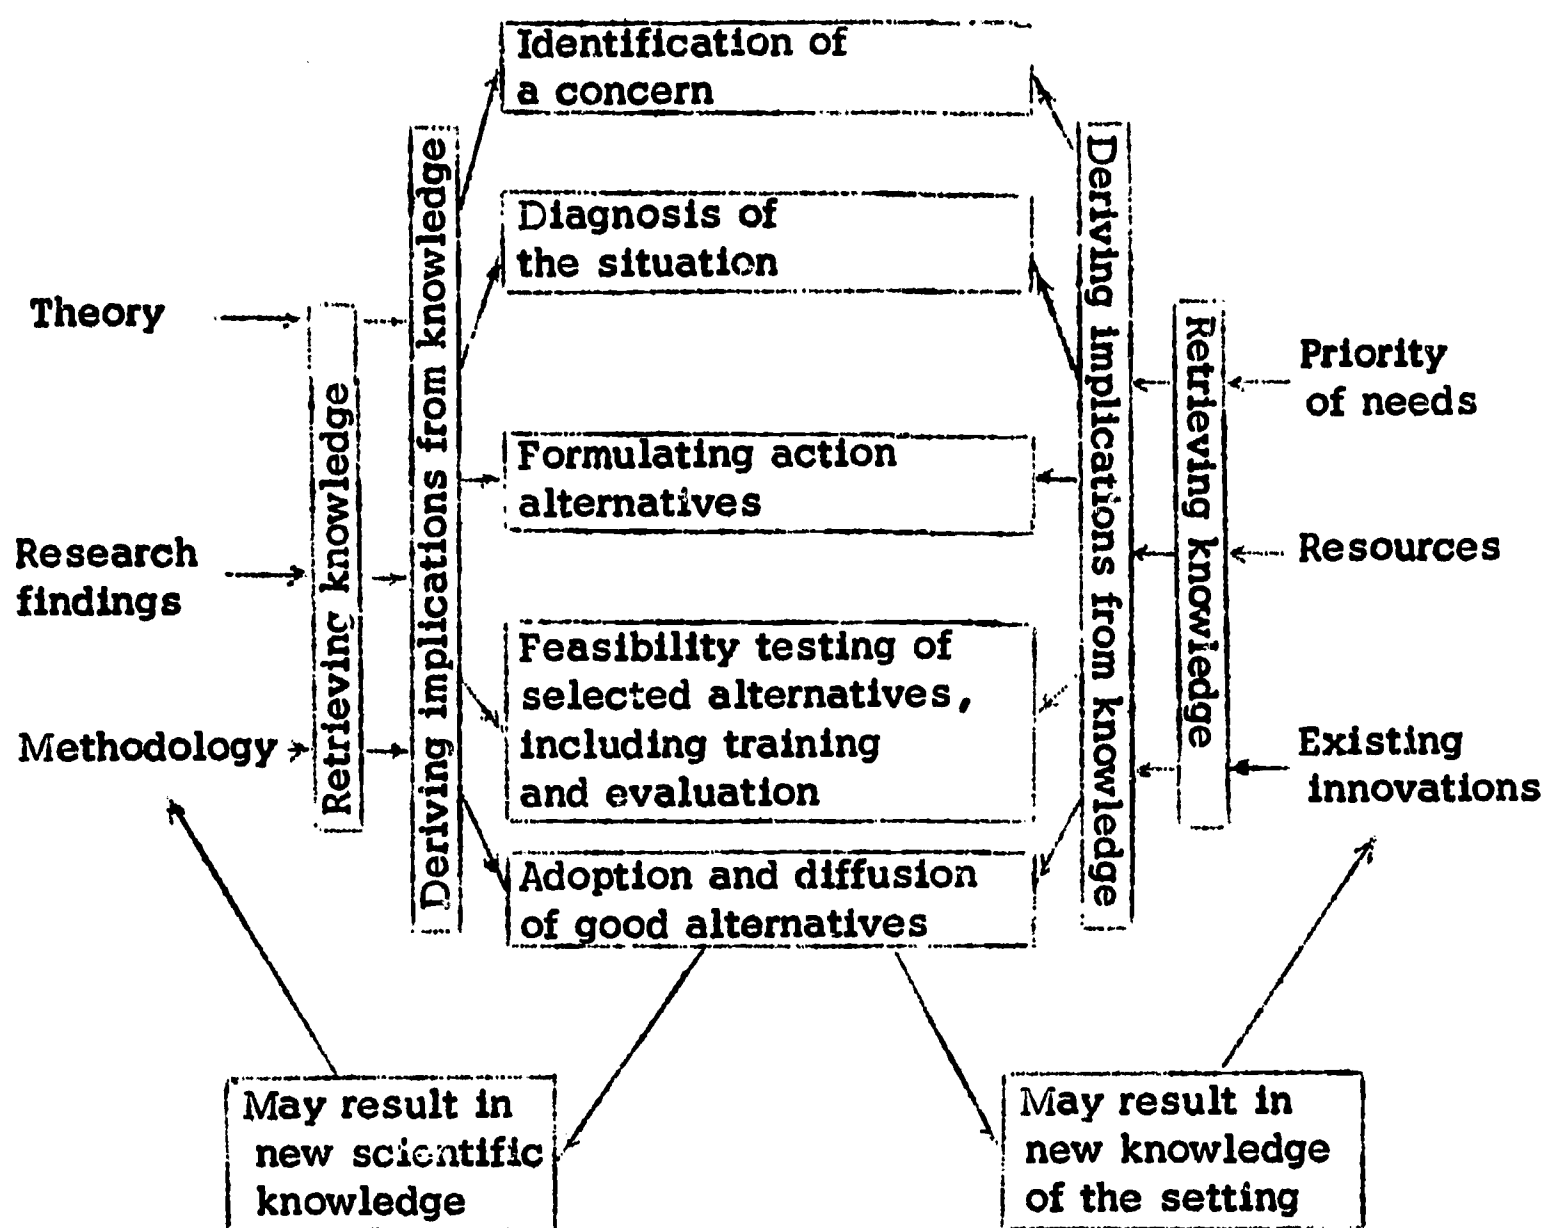 Identification of
a concern
Diagnosis of
the situation
Formulating action
alternatives
Feasibility testing of
selected alternatives,
including training
and evaluation
Adoption and diffusion
of good alternatives
Theory
Research
findings
Methodology
Retrieving knowledge
Deriving implications from knowledge
Deriving implications from knowledge
Retrieving knowledge
Priority
of needs
Resources
Existing
innovations
May result in
new scientific
knowledge
May result in
new knowledge
of the setting